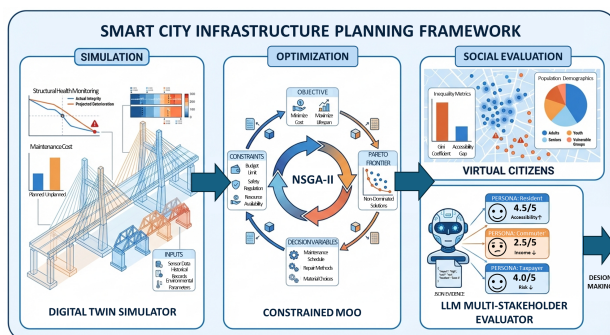 SMART CITY INFRASTRUCTURE PLANNING FRAMEWORK
SIMULATION
Structural Health Monitoring
Actual Integrity
Projected Deterioration
Maintenance Cost
Planned Unplanned
INPUTS
Sensor Data
Historical
Records
Environmental
Parameters
DIGITAL TWIN SIMULATOR
OPTIMIZATION
OBJECTIVE
Minimize
Cost
Maximize
Lifespan
CONSTRAINTS
Budget
Limit
Safety
Regulation
Resource
Availability
NSGA-II
PARETO
FRONTIER
Non-Dominated
Solutions
DECISION VARIABLES
Maintenance
Schedule
Repair Methods
Material Choices
CONSTRAINED MOO
SOCIAL EVALUATION
Inequality Metrics
Gini
Coefficient
Accessibility
Gap
Population Demographics
Adults
Seniors
Youth
Vulnerable
Groups
VIRTUAL CITIZENS
PERSONA: Resident
4.5/5
Accessibility↑
PERSONA: Commuter
2.5/5
Income ↓
PERSONA: Taxpayer
4.0/5
Risk ↓
JSON EVIDENCE
LLM MULTI-STAKEHOLDER
EVALUATOR
MAKING